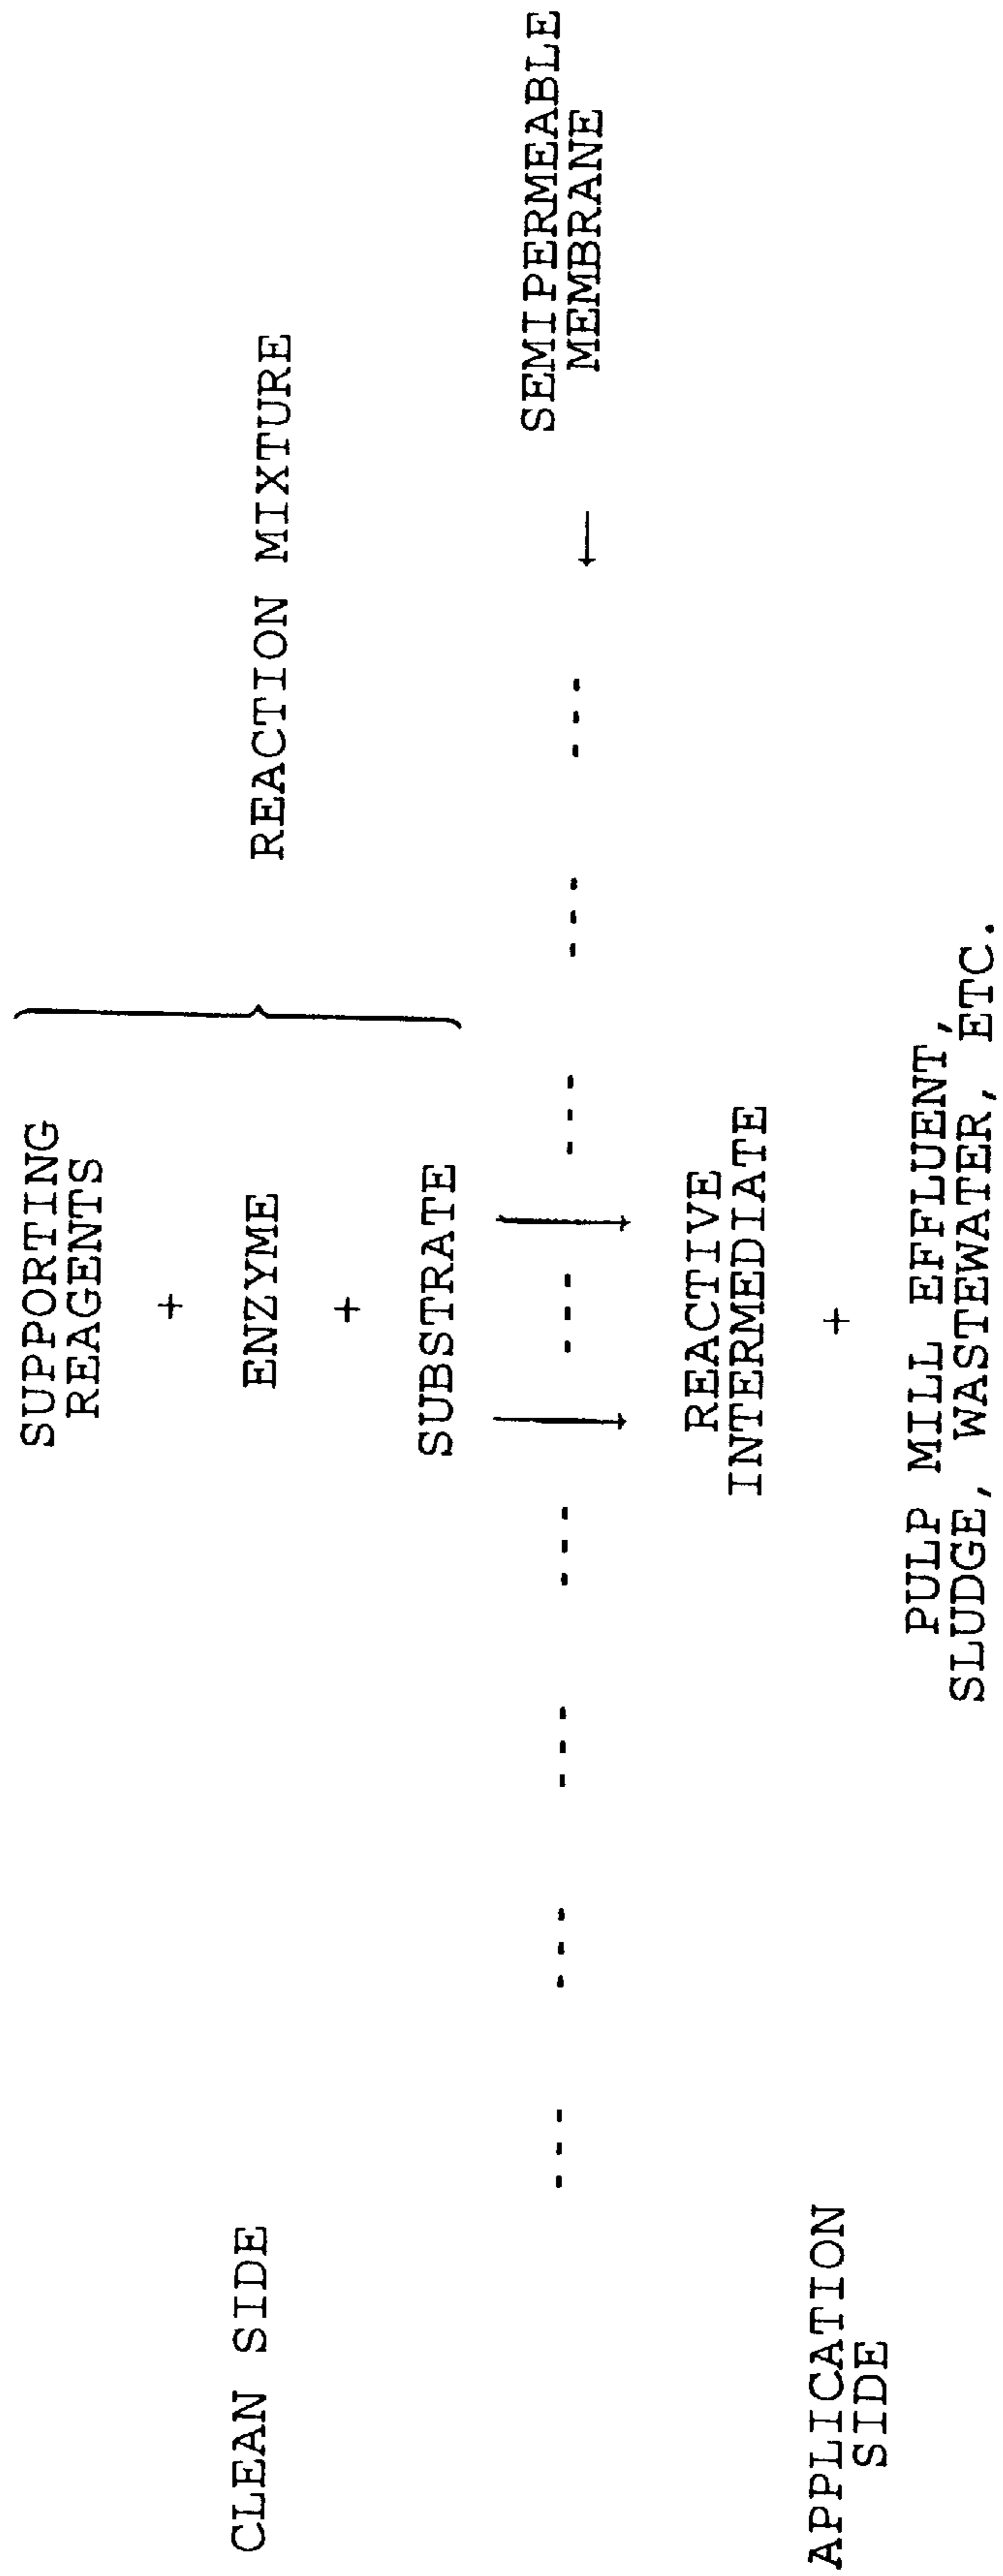 SUPPORTING
REAGENTS
+
CLEAN SIDE
ENZYME
REACTION MIXTURE
+
SUBSTRATE
SEMIPERMEABLE
MEMBRANE
REACTIVE
INTERMEDIATE
+
APPLICATION
SIDE
PULP MILL EFFLUENT,
SLUDGE, WASTEWATER, ETC.